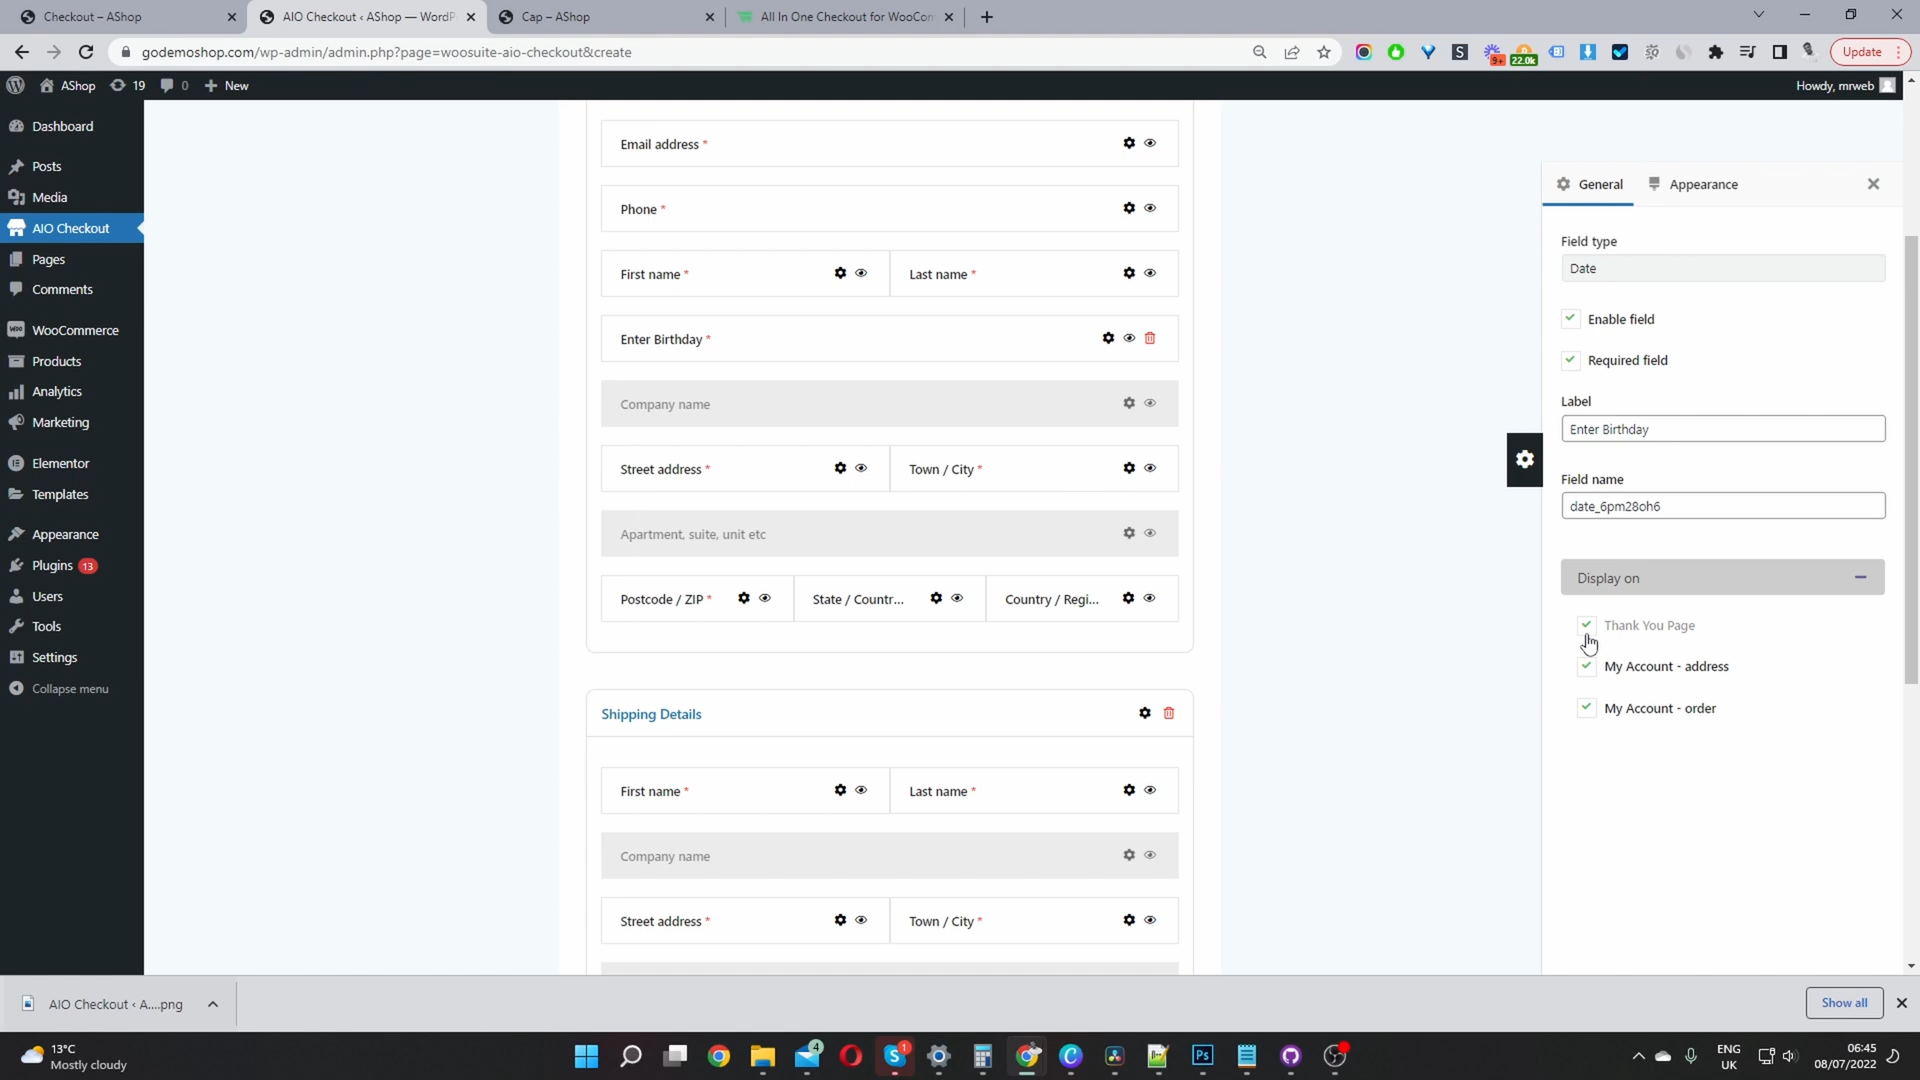 Checkout – AShop
AIO Checkout ‹ AShop — WordP
Cap – AShop
All In One Checkout for WooCom
godemoshop.com/wp-admin/admin.php?page=woosuite-aio-checkout&create
9+
22.0k
Update
AShop
19
0
New
Howdy, mrweb
Dashboard
Posts
Media
AIO Checkout
Pages
Comments
WooCommerce
Products
Analytics
Marketing
Elementor
Templates
Appearance
Plugins 13
Users
Tools
Settings
Collapse menu
Email address *
Phone *
First name *
Last name *
Enter Birthday *
Company name
Street address *
Town / City *
Apartment, suite, unit etc
Postcode / ZIP *
State / Countr...
Country / Regi...
Shipping Details
First name *
Last name *
Company name
Street address *
Town / City *
General
Appearance
Field type
Date
Enable field
Required field
Label
Enter Birthday
Field name
date_6pm28oh6
Display on
Thank You Page
My Account - address
My Account - order
AIO Checkout ‹ A....png
Show all
13°C
Mostly cloudy
4
1
Ps
ENG
UK
06:45
08/07/2022